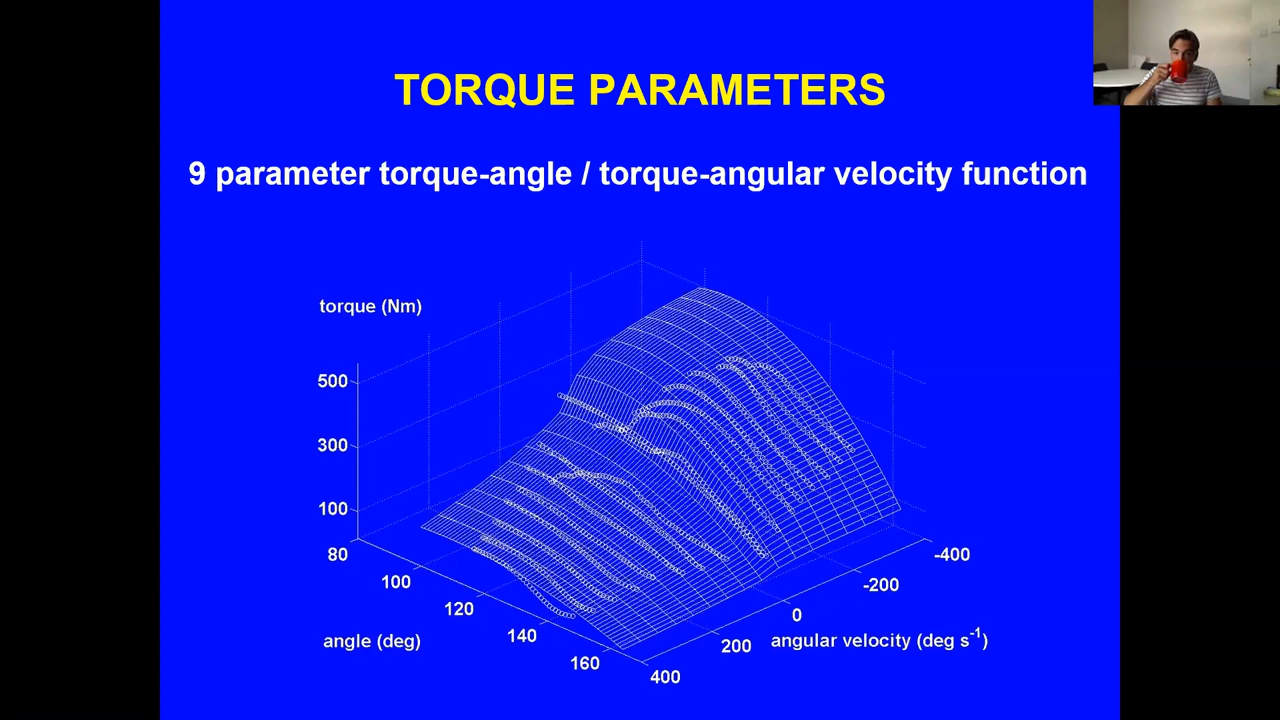 TORQUE PARAMETERS
9 parameter torque-angle / torque-angular velocity function
torque (Nm)
500
300
100
80
100
120
140
160
angle (deg)
-400
-200
0
200
400
angular velocity (deg s⁻¹)